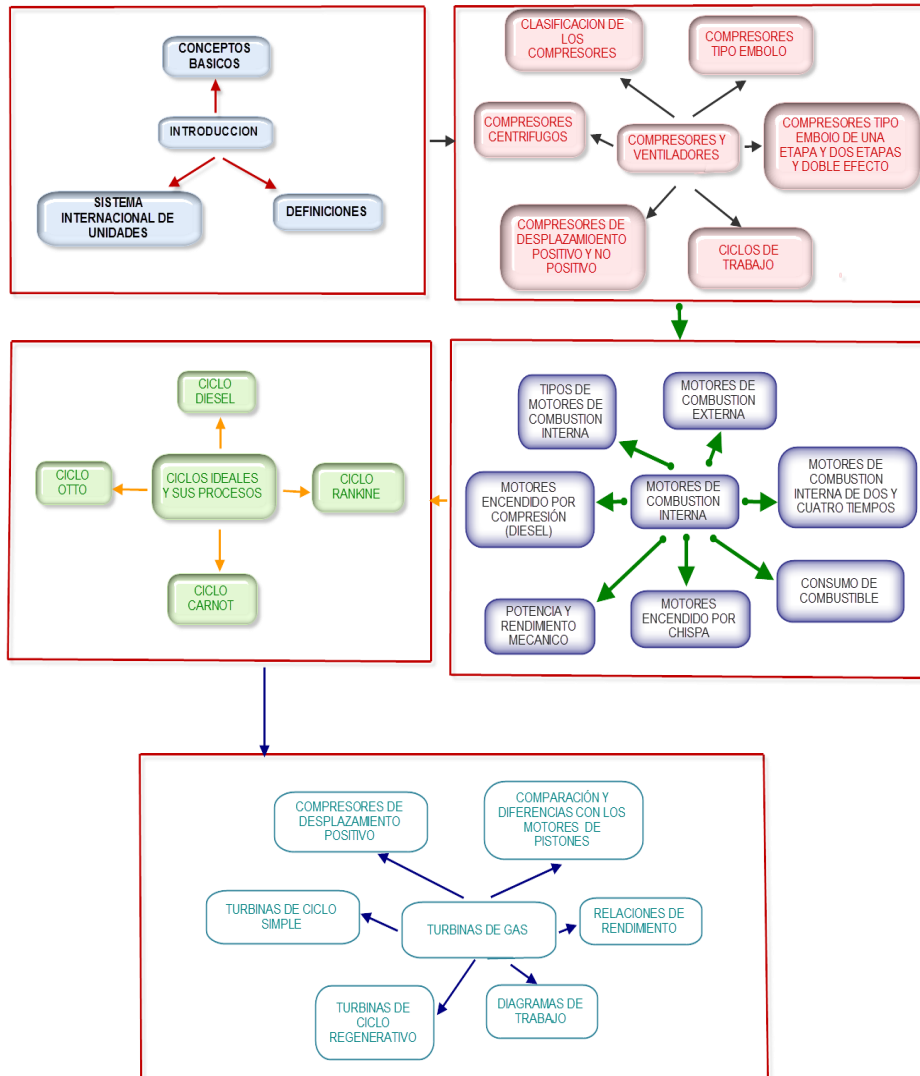 CONCEPTOS
BASICOS
INTRODUCCION
SISTEMA
INTERNACIONAL DE
UNIDADES
DEFINICIONES
CLASIFICACION DE
LOS
COMPRESORES
COMPRESORES
TIPO EMBOLO
COMPRESORES
CENTRIFUGOS
COMPRESORES Y
VENTILADORES
COMPRESORES TIPO
EMBOIO DE UNA
ETAPA Y DOS ETAPAS
Y DOBLE EFECTO
COMPRESORES DE
DESPLAZAMIOENTO
POSITIVO Y NO
POSITIVO
CICLOS DE
TRABAJO
CICLO
DIESEL
CICLO
OTTO
CICLOS IDEALES
Y SUS PROCESOS
CICLO
RANKINE
CICLO
CARNOT
TIPOS DE
MOTORES DE
COMBUSTION
INTERNA
MOTORES DE
COMBUSTION
EXTERNA
MOTORES
ENCENDIDO POR
COMPRESIÓN
(DIESEL)
MOTORES DE
COMBUSTION
INTERNA
MOTORES DE
COMBUSTION
INTERNA DE DOS Y
CUATRO TIEMPOS
POTENCIA Y
RENDIMIENTO
MECANICO
MOTORES
ENCENDIDO POR
CHISPA
CONSUMO DE
COMBUSTIBLE
COMPRESORES DE
DESPLAZAMIENTO
POSITIVO
COMPARACIÓN Y
DIFERENCIAS CON LOS
MOTORES DE
PISTONES
TURBINAS DE CICLO
SIMPLE
TURBINAS DE GAS
RELACIONES DE
RENDIMIENTO
TURBINAS DE
CICLO
REGENERATIVO
DIAGRAMAS DE
TRABAJO